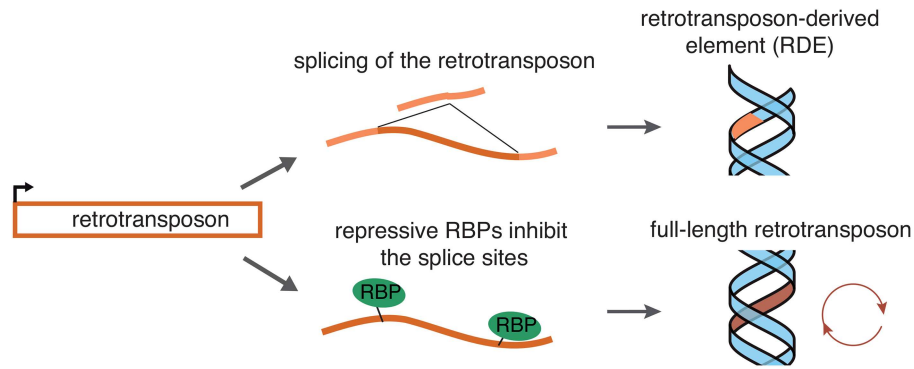 retrotransposon-derived
element (RDE)
splicing of the retrotransposon
retrotransposon
repressive RBPs inhibit
the splice sites
full-length retrotransposon
RBP
RBP